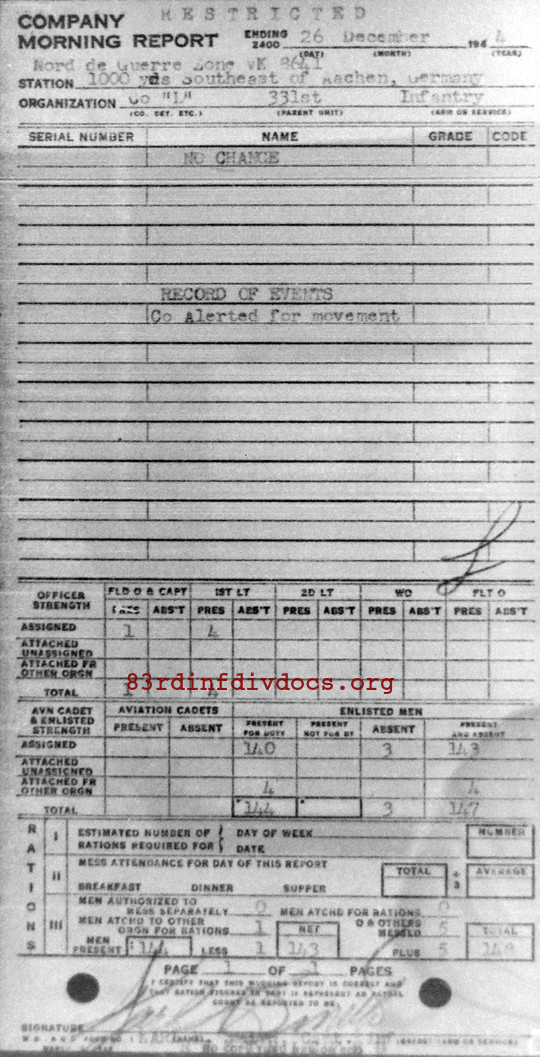 RESTRICTED
COMPANY
MORNING REPORT ENDING 2400 26 December 1944
(DAY) (MONTH) (YEAR)
Nord de Guerre Zone VK 8641
STATION 1000 yds Southeast of Aachen, Germany
ORGANIZATION Co "L" 331st Infantry
(CO. DET. ETC.) (PARENT UNIT) (ARM OR SERVICE)
SERIAL NUMBER NAME GRADE CODE
NO CHANGE
RECORD OF EVENTS
Co Alerted for movement
OFFICER STRENGTH FLD O & CAPT 1ST LT 2D LT WO FLT O
PRES ABS'T PRES ABS'T PRES ABS'T PRES ABS'T PRES ABS'T
ASSIGNED 1 4
ATTACHED UNASSIGNED
ATTACHED FR OTHER ORGN
TOTAL 1 4
83rdinfdivdocs.org
AVN CADET & ENLISTED STRENGTH AVIATION CADETS ENLISTED MEN
PRESENT ABSENT PRESENT FOR DUTY PRESENT NOT FOR DY ABSENT PRESENT AND ABSENT
ASSIGNED 140 3 143
ATTACHED UNASSIGNED
ATTACHED FR OTHER ORGN 4 4
TOTAL 144 3 147
RATIONS
I ESTIMATED NUMBER OF RATIONS REQUIRED FOR { DAY OF WEEK DATE NUMBER
II MESS ATTENDANCE FOR DAY OF THIS REPORT TOTAL ÷ 3 AVERAGE
BREAKFAST DINNER SUPPER
III MEN AUTHORIZED TO MESS SEPARATELY 0 MEN ATCHD FOR RATIONS 0
MEN ATCHD TO OTHER ORGN FOR RATIONS 1 NET O & OTHERS MESSED 5 TOTAL
MEN PRESENT 144 LESS 1 143 PLUS 5 148
PAGE 1 OF 1 PAGES
I CERTIFY THAT THIS MORNING REPORT IS CORRECT AND
THAT RATION FIGURES IN PART III REPRESENT AN ACTUAL
COUNT AS REPORTED TO ME:
SIGNATURE
W.D. A G O FORM NO 1 (NAME) (GRADE) (ARM OR SERVICE)